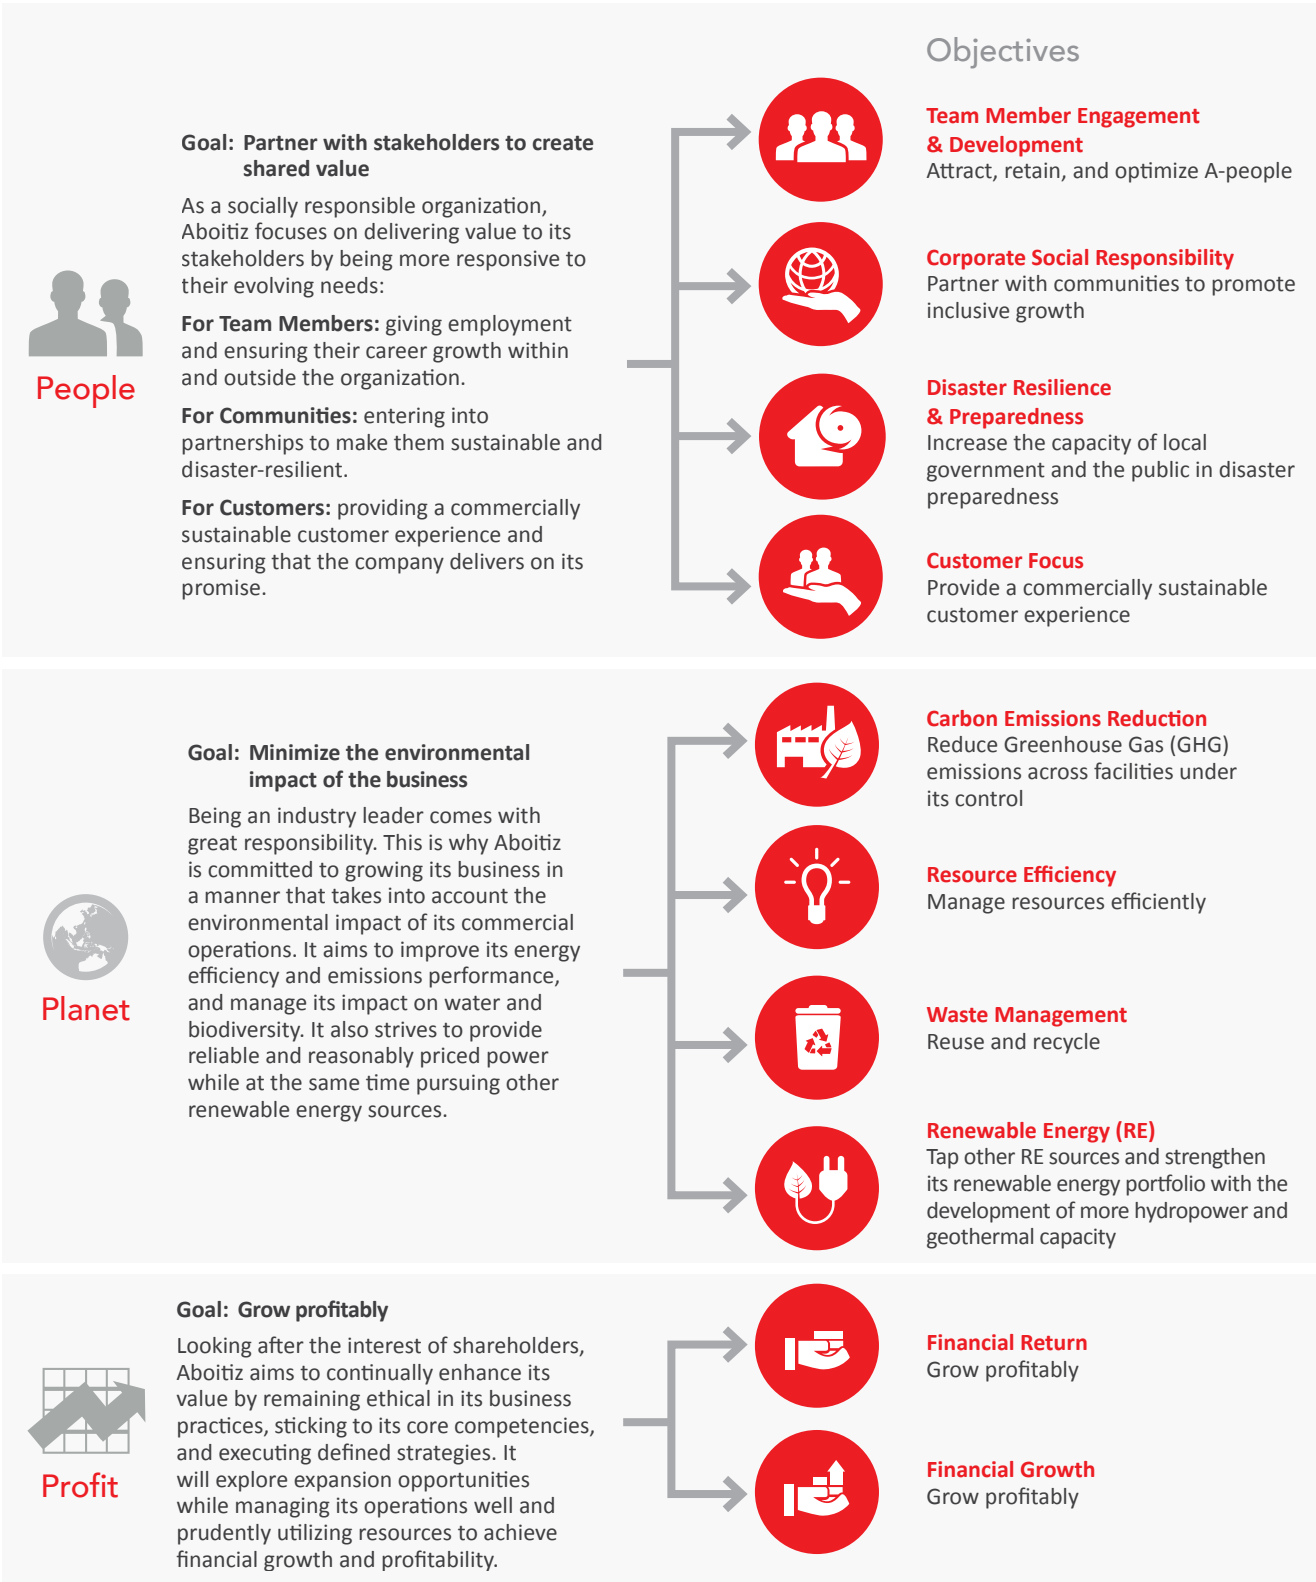 Objectives
People
Goal: Partner with stakeholders to create
shared value
As a socially responsible organization,
Aboitiz focuses on delivering value to its
stakeholders by being more responsive to
their evolving needs:
For Team Members: giving employment
and ensuring their career growth within
and outside the organization.
For Communities: entering into
partnerships to make them sustainable and
disaster-resilient.
For Customers: providing a commercially
sustainable customer experience and
ensuring that the company delivers on its
promise.
Team Member Engagement
& Development
Attract, retain, and optimize A-people
Corporate Social Responsibility
Partner with communities to promote
inclusive growth
Disaster Resilience
& Preparedness
Increase the capacity of local
government and the public in disaster
preparedness
Customer Focus
Provide a commercially sustainable
customer experience
Planet
Goal: Minimize the environmental
impact of the business
Being an industry leader comes with
great responsibility. This is why Aboitiz
is committed to growing its business in
a manner that takes into account the
environmental impact of its commercial
operations. It aims to improve its energy
efficiency and emissions performance,
and manage its impact on water and
biodiversity. It also strives to provide
reliable and reasonably priced power
while at the same time pursuing other
renewable energy sources.
Carbon Emissions Reduction
Reduce Greenhouse Gas (GHG)
emissions across facilities under
its control
Resource Efficiency
Manage resources efficiently
Waste Management
Reuse and recycle
Renewable Energy (RE)
Tap other RE sources and strengthen
its renewable energy portfolio with the
development of more hydropower and
geothermal capacity
Profit
Goal: Grow profitably
Looking after the interest of shareholders,
Aboitiz aims to continually enhance its
value by remaining ethical in its business
practices, sticking to its core competencies,
and executing defined strategies. It
will explore expansion opportunities
while managing its operations well and
prudently utilizing resources to achieve
financial growth and profitability.
Financial Return
Grow profitably
Financial Growth
Grow profitably